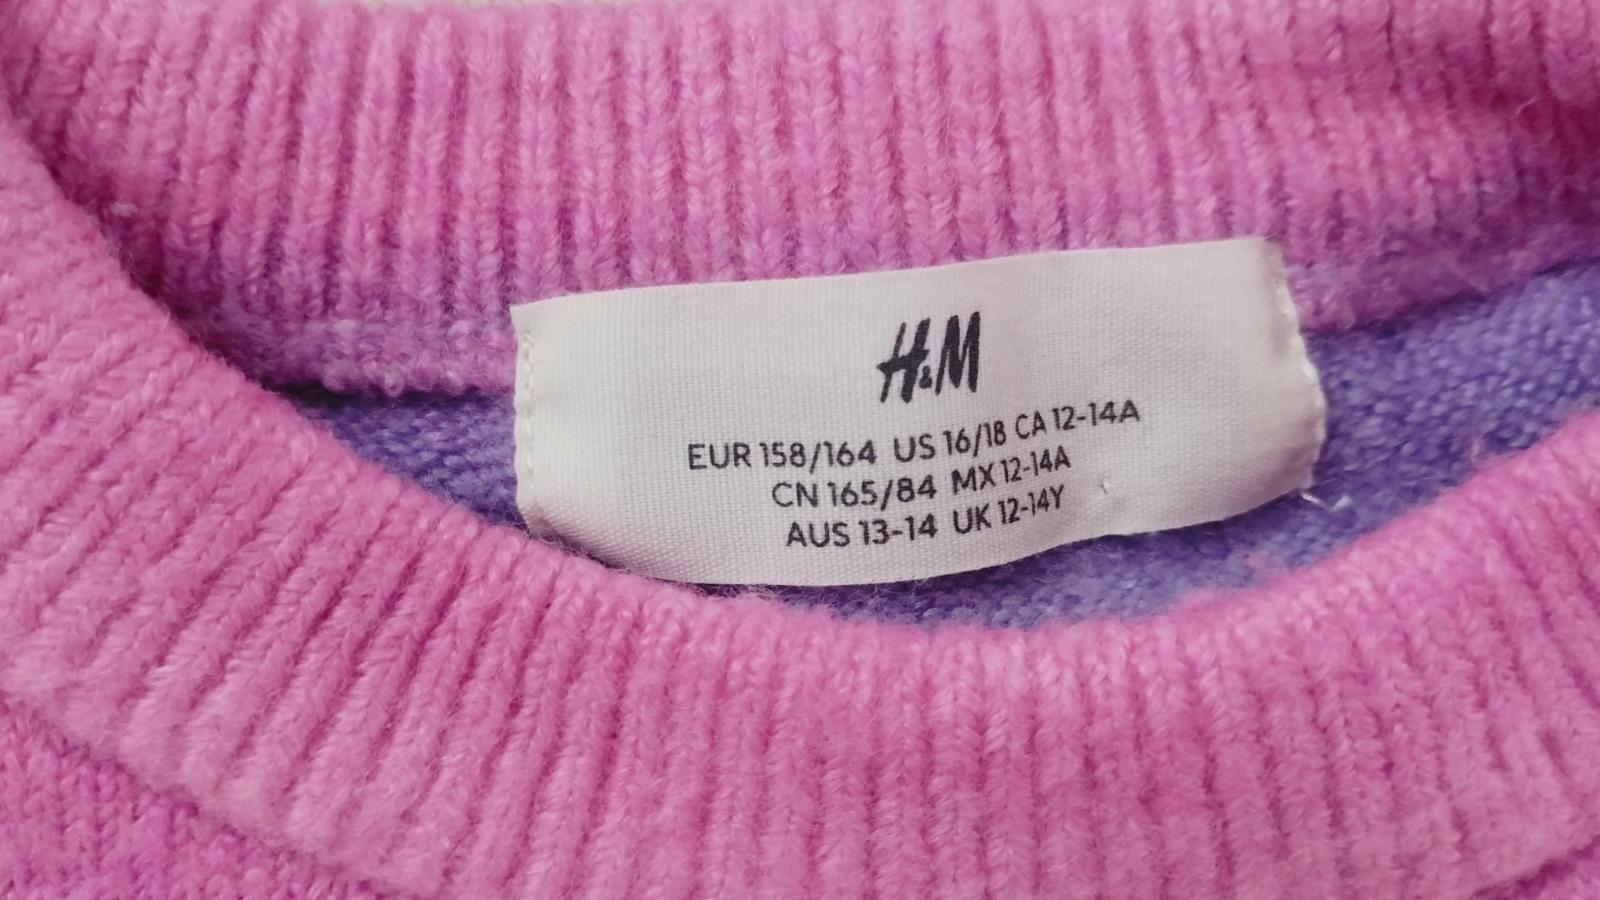 H&M
EUR 158/164 US 16/18 CA 12-14A
CN 165/84 MX 12-14A
AUS 13-14 UK 12-14Y